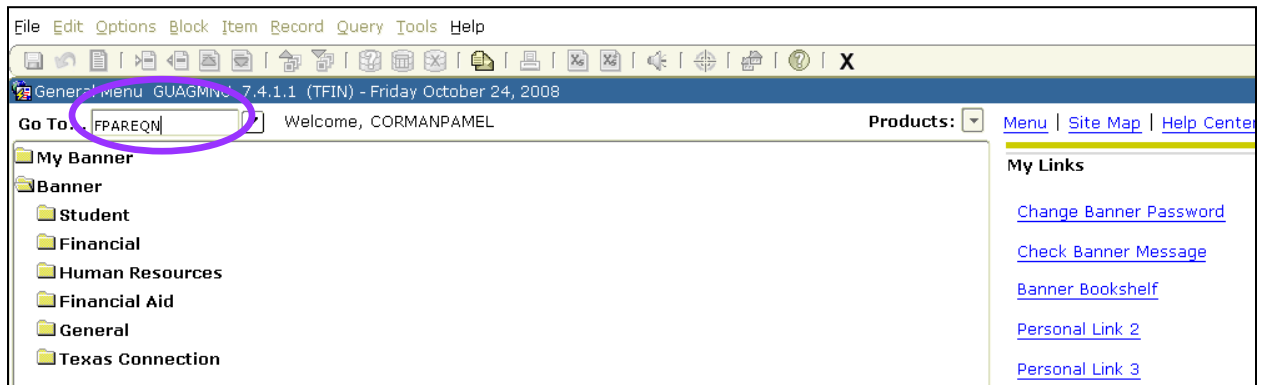 File Edit Options Block Item Record Query Tools Help
X
General Menu GUAGMNU 7.4.1.1 (TFIN) - Friday October 24, 2008
Go To... FPAREQN Welcome, CORMANPAMEL Products: Menu | Site Map | Help Center
My Banner
Banner
Student
Financial
Human Resources
Financial Aid
General
Texas Connection
My Links
Change Banner Password
Check Banner Message
Banner Bookshelf
Personal Link 2
Personal Link 3